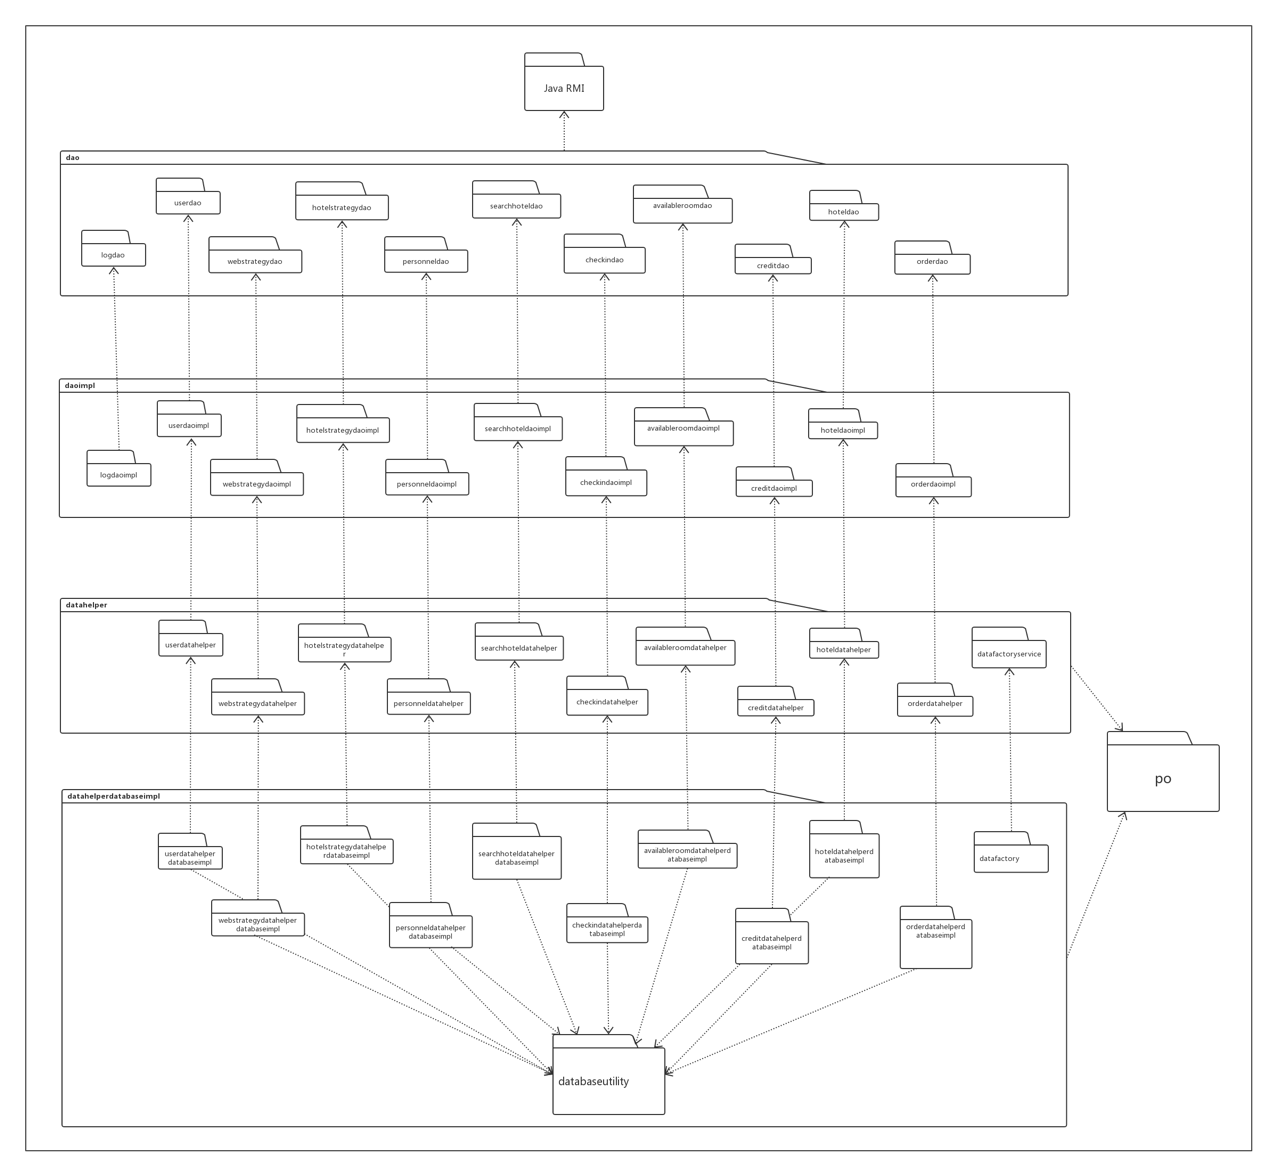 Java RMI
dao
userdao
hotelstrategydao
searchhoteldao
availableroomdao
hoteldao
logdao
webstrategydao
personneldao
checkindao
creditdao
orderdao
daoimpl
userdaoimpl
hotelstrategydaoimpl
searchhoteldaoimpl
availableroomdaoimpl
hoteldaoimpl
logdaoimpl
webstrategydaoimpl
personneldaoimpl
checkindaoimpl
creditdaoimpl
orderdaoimpl
datahelper
userdatahelper
hotelstrategydatahelpe
r
searchhoteldatahelper
availableroomdatahelper
hoteldatahelper
datafactoryservice
webstrategydatahelper
personneldatahelper
checkindatahelper
creditdatahelper
orderdatahelper
po
datahelperdatabaseimpl
userdatahelper
databaseimpl
hotelstrategydatahelpe
rdatabaseimpl
searchhoteldatahelper
databaseimpl
availableroomdatahelperd
atabaseimpl
hoteldatahelperd
atabaseimpl
datafactory
webstrategydatahelper
databaseimpl
personneldatahelper
databaseimpl
checkindatahelperda
tabaseimpl
creditdatahelperd
atabaseimpl
orderdatahelperd
atabaseimpl
databaseutility